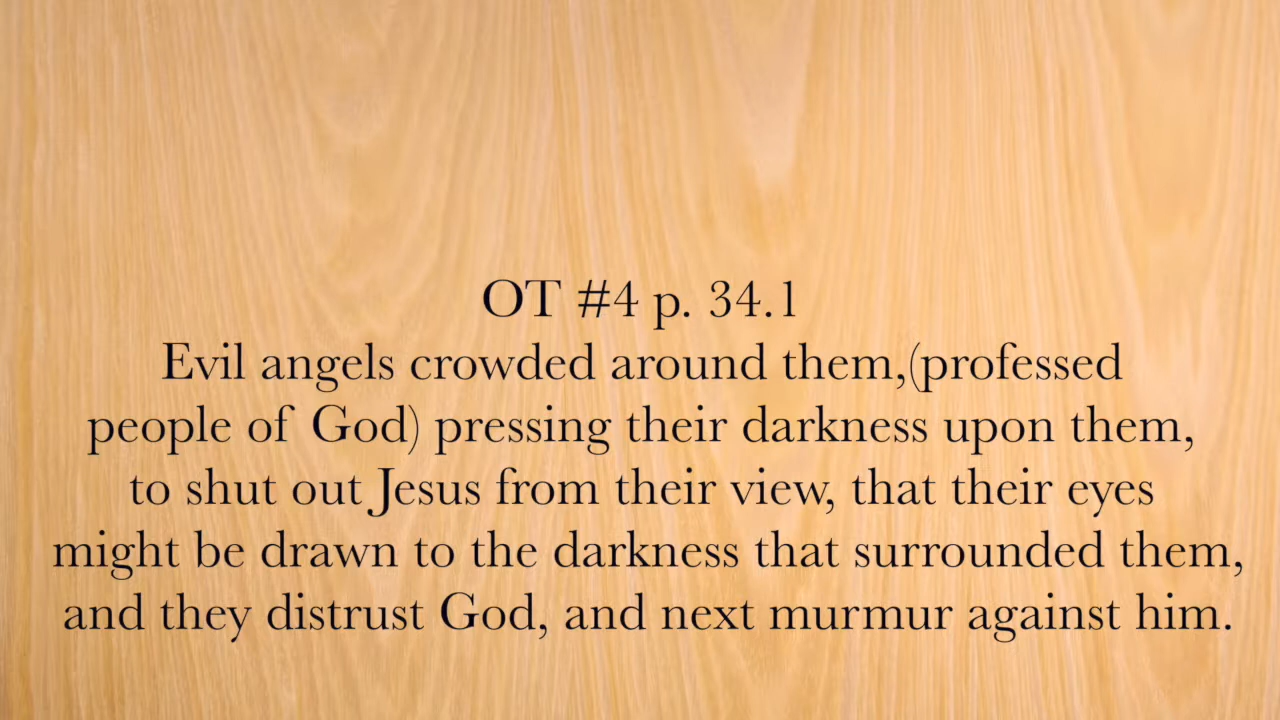 OT #4 p. 34.1
Evil angels crowded around them,(professed
people of God) pressing their darkness upon them,
to shut out Jesus from their view, that their eyes
might be drawn to the darkness that surrounded them,
and they distrust God, and next murmur against him.